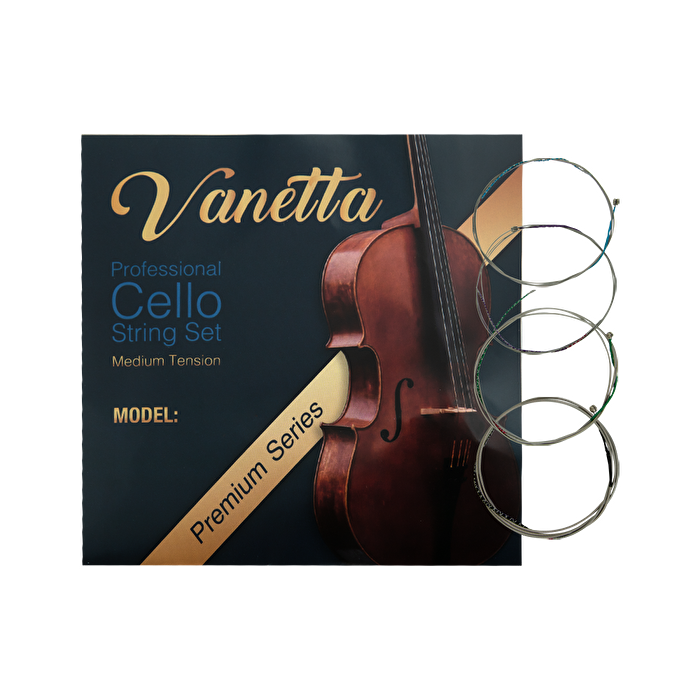 Vanetta
Professional
Cello
String Set
Medium Tension
MODEL:
Premium Series